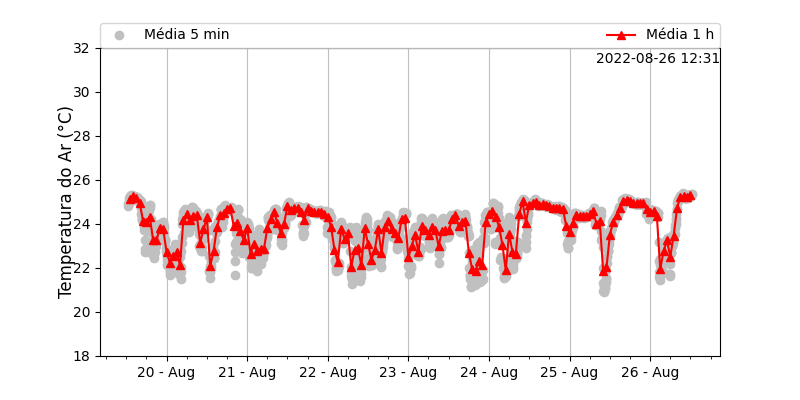 Média 5 min
Média 1 h
2022-08-26 12:31
Temperatura do Ar (°C)
32
30
28
26
24
22
20
18
20 - Aug
21 - Aug
22 - Aug
23 - Aug
24 - Aug
25 - Aug
26 - Aug